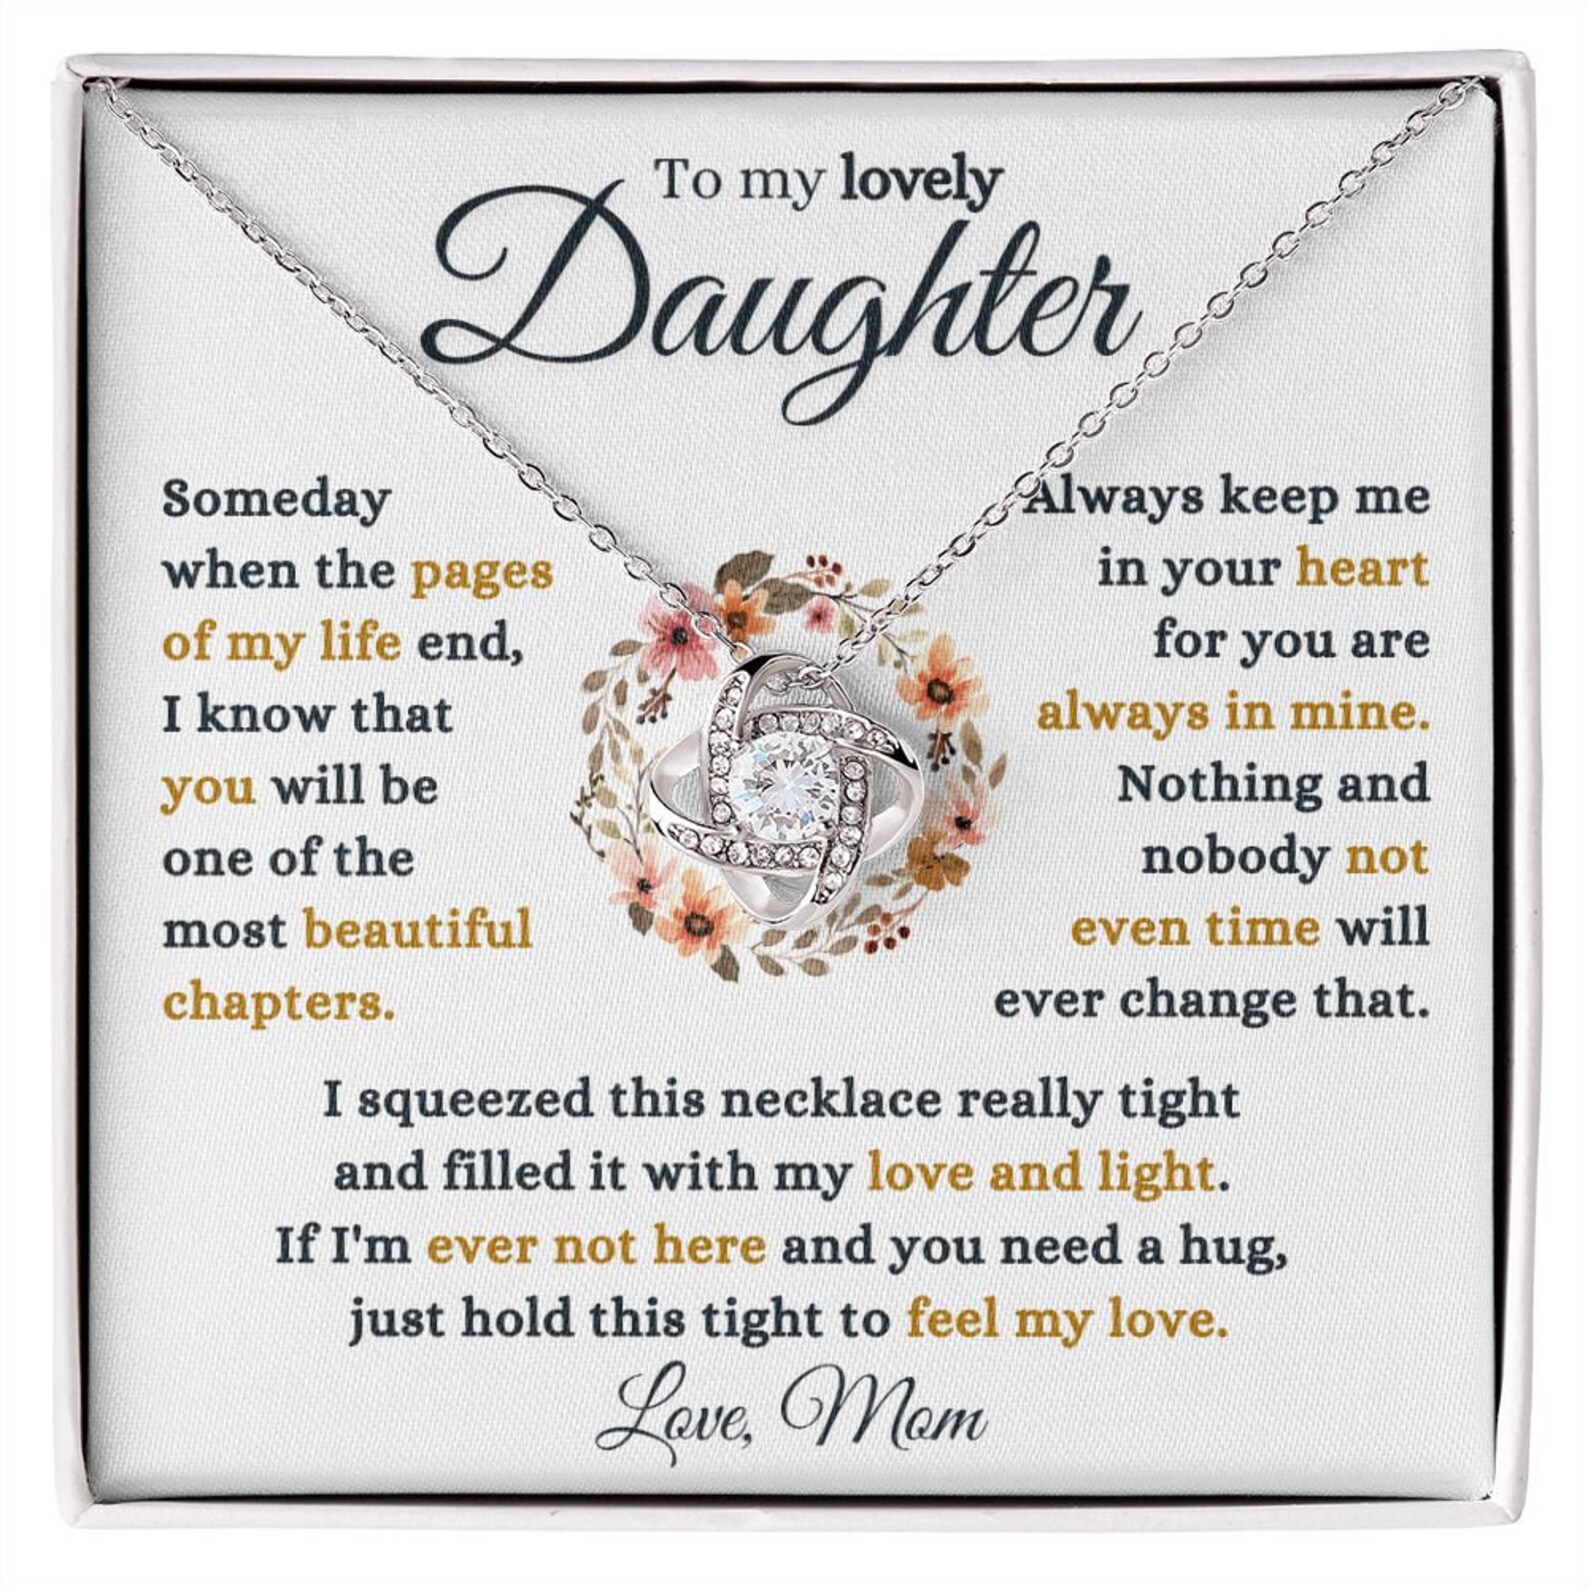 To my lovely
Daughter
Someday
when the pages
of my life end,
I know that
you will be
one of the
most beautiful
chapters.
Always keep me
in your heart
for you are
always in mine.
Nothing and
nobody not
even time will
ever change that.
I squeezed this necklace really tight
and filled it with my love and light.
If I'm ever not here and you need a hug,
just hold this tight to feel my love.
Love, Mom